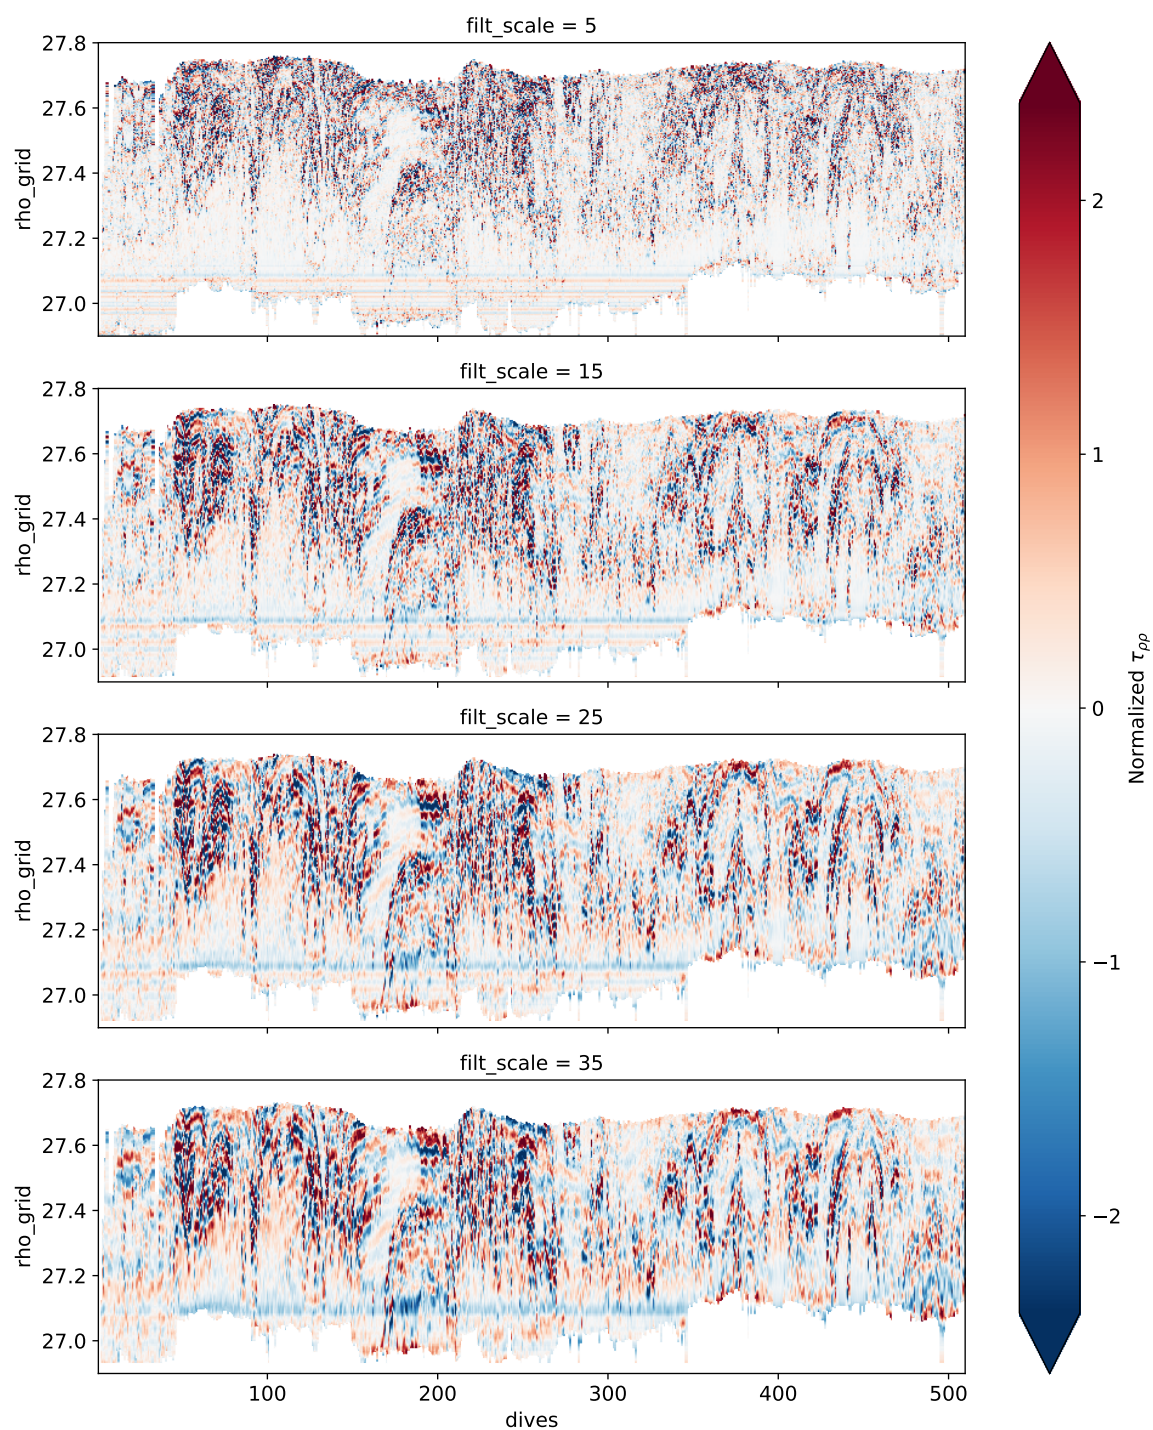 filt_scale = 5
27.8
27.6
27.4
27.2
27.0
rho_grid
filt_scale = 15
27.8
27.6
27.4
27.2
27.0
rho_grid
filt_scale = 25
27.8
27.6
27.4
27.2
27.0
rho_grid
filt_scale = 35
27.8
27.6
27.4
27.2
27.0
rho_grid
100 200 300 400 500
dives
2
1
0
−1
−2
Normalized τρρ